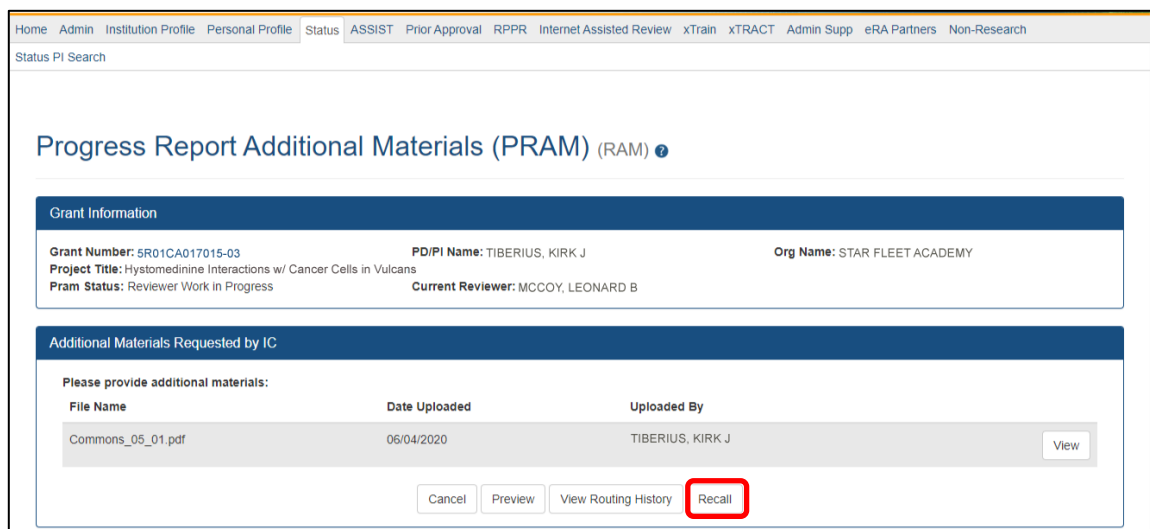 Home Admin Institution Profile Personal Profile Status ASSIST Prior Approval RPPR Internet Assisted Review xTrain xTRACT Admin Supp eRA Partners Non-Research
Status PI Search
Progress Report Additional Materials (PRAM) (RAM) ?
Grant Information
Grant Number: 5R01CA017015-03 PD/PI Name: TIBERIUS, KIRK J Org Name: STAR FLEET ACADEMY
Project Title: Hystomedinine Interactions w/ Cancer Cells in Vulcans
Pram Status: Reviewer Work in Progress Current Reviewer: MCCOY, LEONARD B
Additional Materials Requested by IC
Please provide additional materials:
File Name Date Uploaded Uploaded By
Commons_05_01.pdf 06/04/2020 TIBERIUS, KIRK J View
Cancel Preview View Routing History Recall